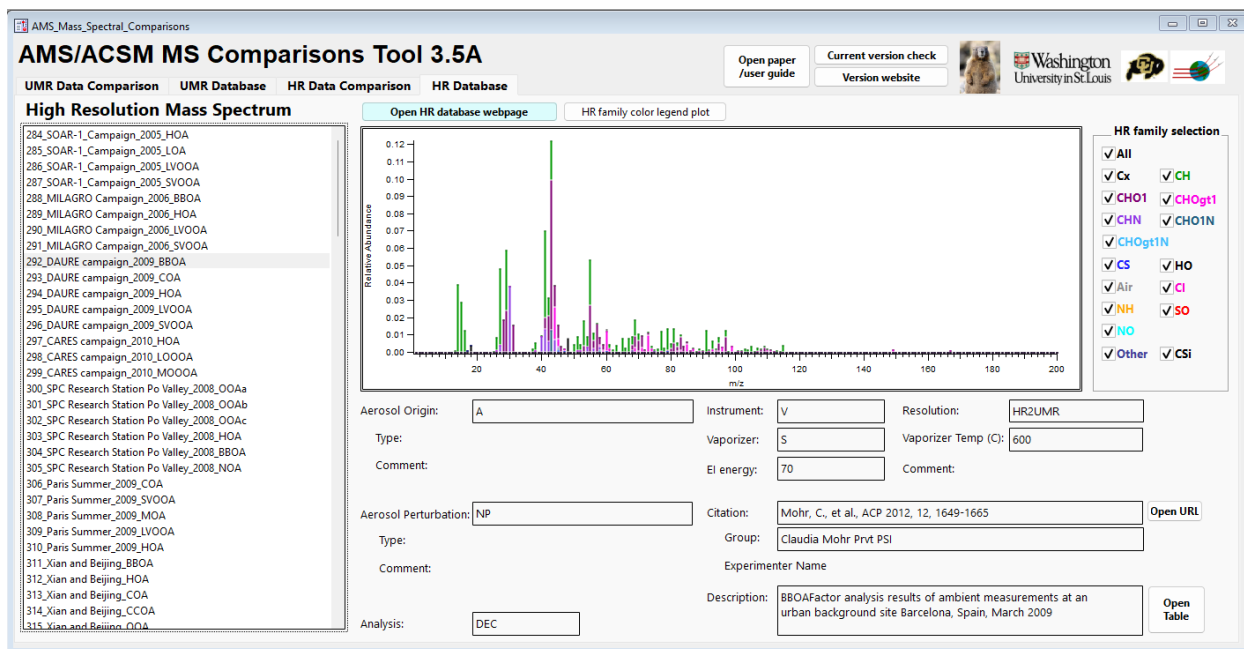 AMS_Mass_Spectral_Comparisons
AMS/ACSM MS Comparisons Tool 3.5A
Open paper
/user guide
Current version check
Version website
Washington
University in St. Louis
CU
UMR Data Comparison
UMR Database
HR Data Comparison
HR Database
High Resolution Mass Spectrum
Open HR database webpage
HR family color legend plot
284_SOAR-1_Campaign_2005_HOA
285_SOAR-1_Campaign_2005_LOA
286_SOAR-1_Campaign_2005_LVOOA
287_SOAR-1_Campaign_2005_SVOOA
288_MILAGRO Campaign_2006_BBOA
289_MILAGRO Campaign_2006_HOA
290_MILAGRO Campaign_2006_LVOOA
291_MILAGRO Campaign_2006_SVOOA
292_DAURE campaign_2009_BBOA
293_DAURE campaign_2009_COA
294_DAURE campaign_2009_HOA
295_DAURE campaign_2009_LVOOA
296_DAURE campaign_2009_SVOOA
297_CARES campaign_2010_HOA
298_CARES campaign_2010_LOOOA
299_CARES campaign_2010_MOOOA
300_SPC Research Station Po Valley_2008_OOAa
301_SPC Research Station Po Valley_2008_OOAb
302_SPC Research Station Po Valley_2008_OOAc
303_SPC Research Station Po Valley_2008_HOA
304_SPC Research Station Po Valley_2008_BBOA
305_SPC Research Station Po Valley_2008_NOA
306_Paris Summer_2009_COA
307_Paris Summer_2009_SVOOA
308_Paris Summer_2009_MOA
309_Paris Summer_2009_LVOOA
310_Paris Summer_2009_HOA
311_Xian and Beijing_BBOA
312_Xian and Beijing_HOA
313_Xian and Beijing_COA
314_Xian and Beijing_CCOA
315_Xian and Beijing_OOA
Relative Abundance
0.12
0.11
0.10
0.09
0.08
0.07
0.06
0.05
0.04
0.03
0.02
0.01
0.00
20 40 60 80 100 120 140 160 180 200
m/z
HR family selection
All
Cx CH
CHO1 CHOgt1
CHN CHO1N
CHOgt1N
CS HO
Air Cl
NH SO
NO
Other CSi
Aerosol Origin: A
Type:
Comment:
Aerosol Perturbation: NP
Type:
Comment:
Analysis: DEC
Instrument: V
Resolution: HR2UMR
Vaporizer: S
Vaporizer Temp (C): 600
EI energy: 70
Comment:
Citation: Mohr, C., et al., ACP 2012, 12, 1649-1665
Open URL
Group: Claudia Mohr Prvt PSI
Experimenter Name
Description: BBOAFactor analysis results of ambient measurements at an
urban background site Barcelona, Spain, March 2009
Open
Table